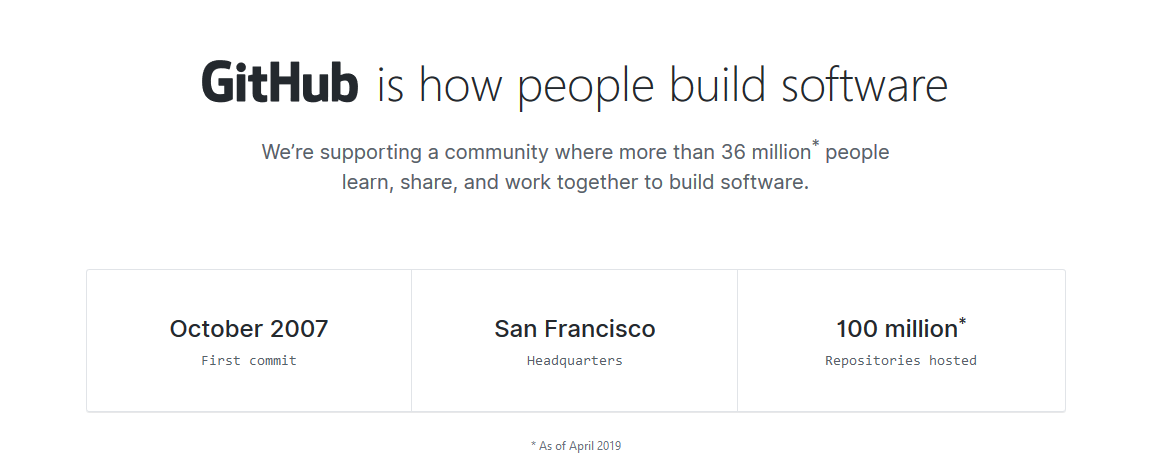 GitHub is how people build software
We’re supporting a community where more than 36 million* people
learn, share, and work together to build software.
October 2007
First commit
San Francisco
Headquarters
100 million*
Repositories hosted
* As of April 2019